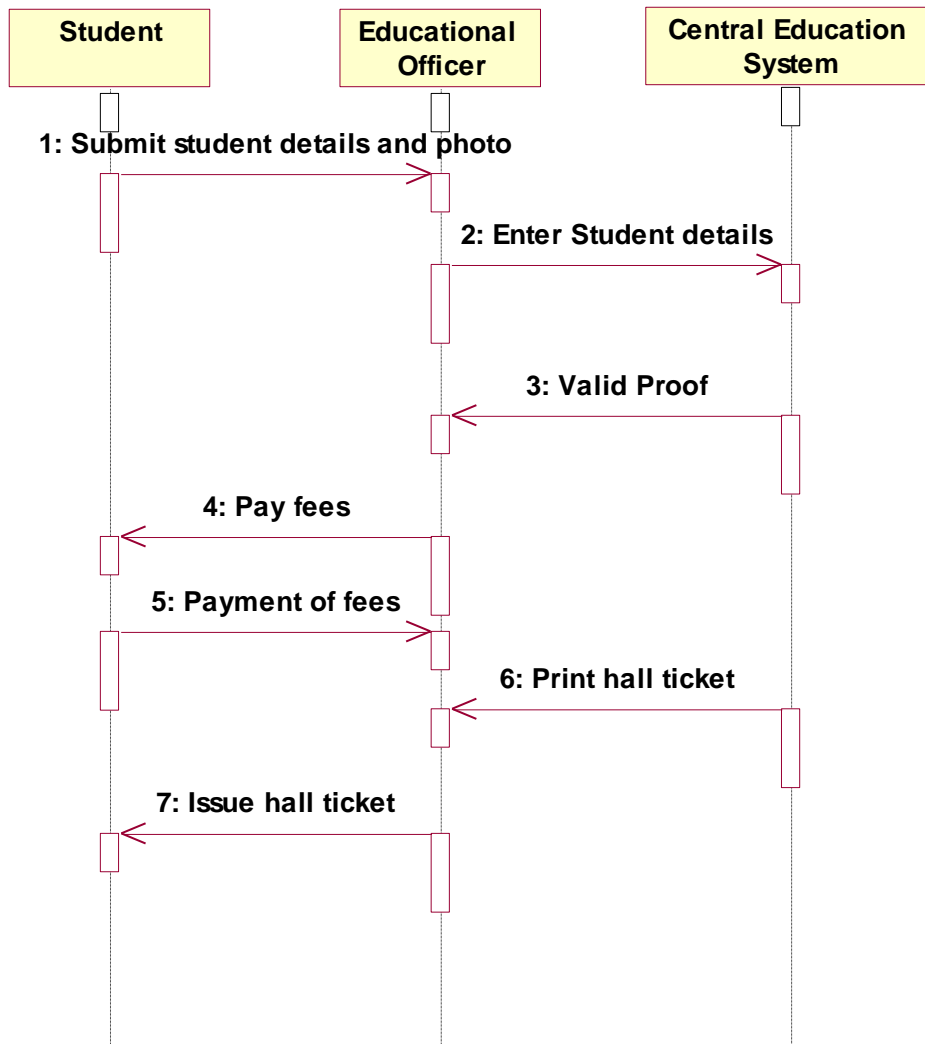 Student
Educational
Officer
Central Education
System
1: Submit student details and photo
2: Enter Student details
3: Valid Proof
4: Pay fees
5: Payment of fees
6: Print hall ticket
7: Issue hall ticket